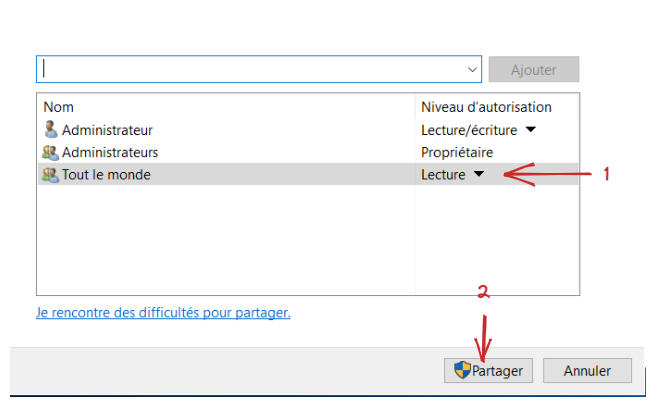 Ajouter
Nom Niveau d'autorisation
Administrateur Lecture/écriture
Administrateurs Propriétaire
Tout le monde Lecture 1
2
Je rencontre des difficultés pour partager.
Partager Annuler